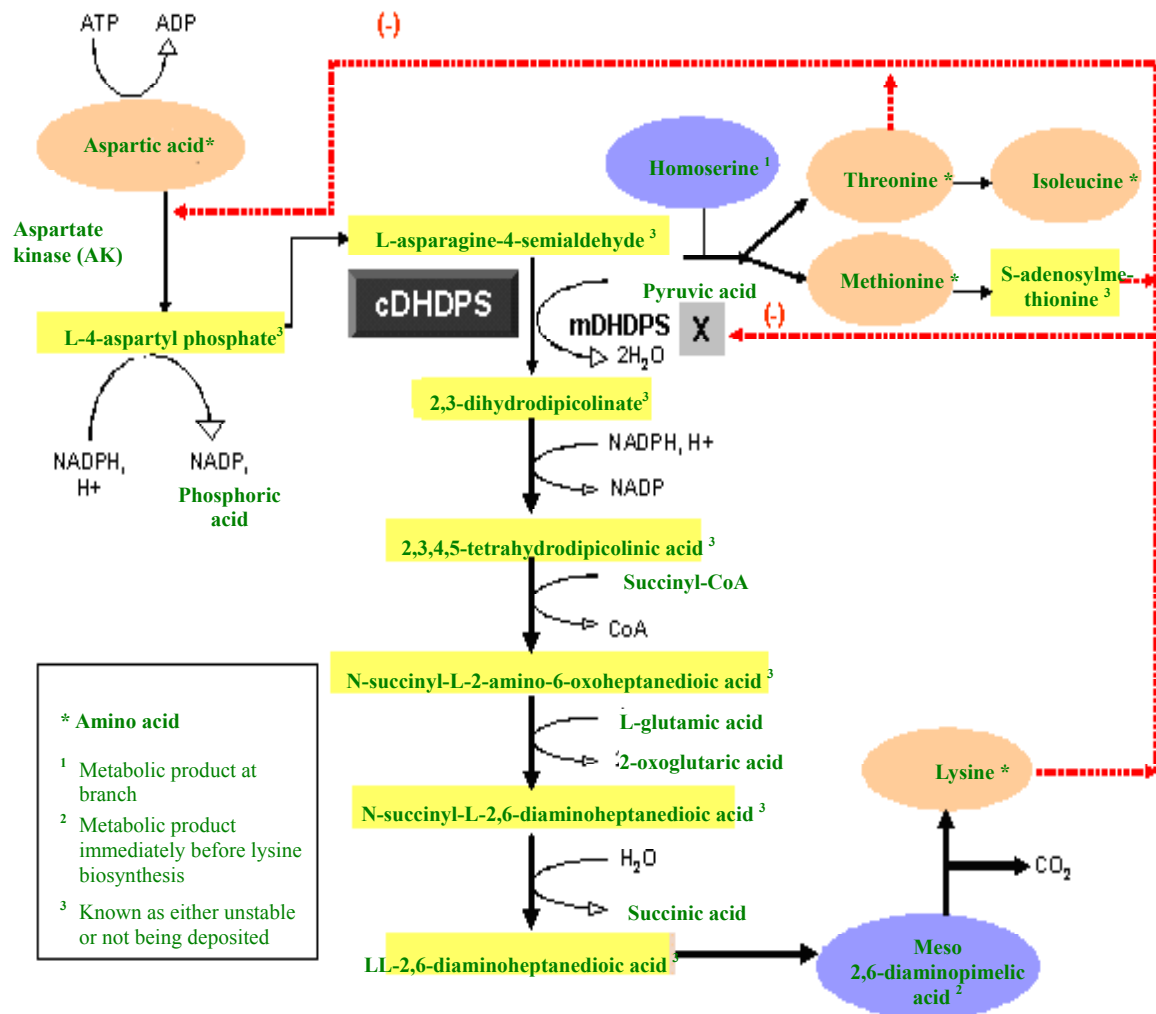 ATP
ADP
(-)
Aspartic acid*
Homoserine 1
Threonine *
Isoleucine *
Aspartate
kinase (AK)
L-asparagine-4-semialdehyde 3
Methionine *
S-adenosylme-
thionine 3
cDHDPS
Pyruvic acid
(-)
mDHDPS
X
2H2O
L-4-aspartyl phosphate3
2,3-dihydrodipicolinate3
NADPH,
H+
NADP,
Phosphoric
acid
NADPH, H+
NADP
2,3,4,5-tetrahydrodipicolinic acid 3
Succinyl-CoA
CoA
N-succinyl-L-2-amino-6-oxoheptanedioic acid 3
L-glutamic acid
2-oxoglutaric acid
N-succinyl-L-2,6-diaminoheptanedioic acid 3
H2O
Succinic acid
LL-2,6-diaminoheptanedioic acid 3
Lysine *
CO2
Meso
2,6-diaminopimelic
acid 2
* Amino acid
1 Metabolic product at
branch
2 Metabolic product
immediately before lysine
biosynthesis
3 Known as either unstable
or not being deposited